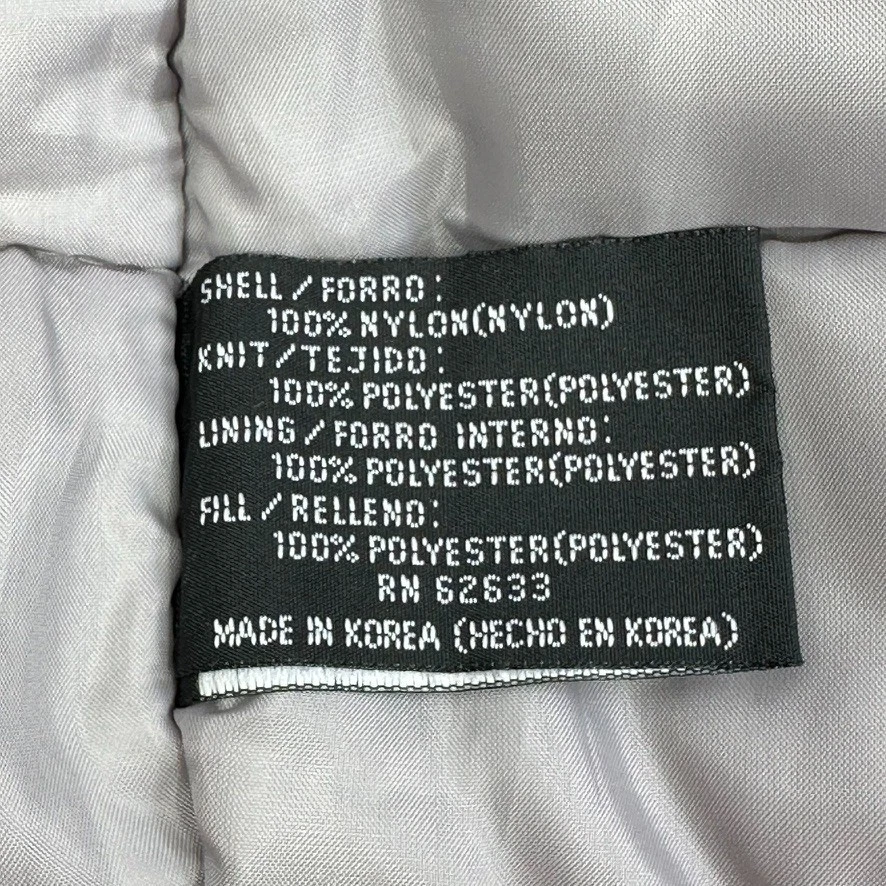 SHELL/FORRO:
100% NYLON(NYLON)
KNIT/TEJIDO:
100% POLYESTER(POLYESTER)
LINING/FORRO INTERNO:
100% POLYESTER(POLYESTER)
FILL/RELLENO:
100% POLYESTER(POLYESTER)
RN 62633
MADE IN KOREA (HECHO EN KOREA)